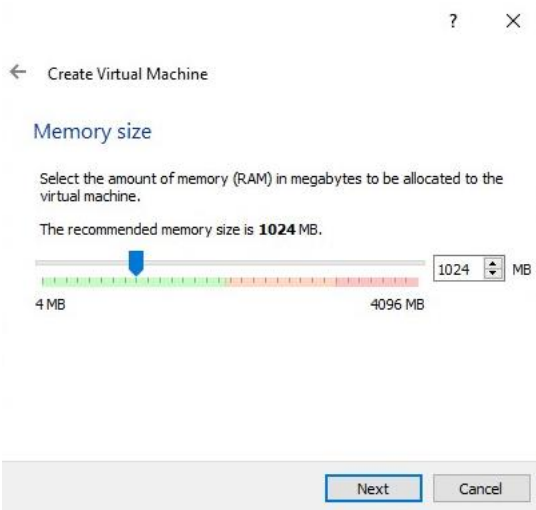 ?
Create Virtual Machine
Memory size
Select the amount of memory (RAM) in megabytes to be allocated to the
virtual machine.
The recommended memory size is 1024 MB.
1024 MB
4 MB 4096 MB
Next Cancel